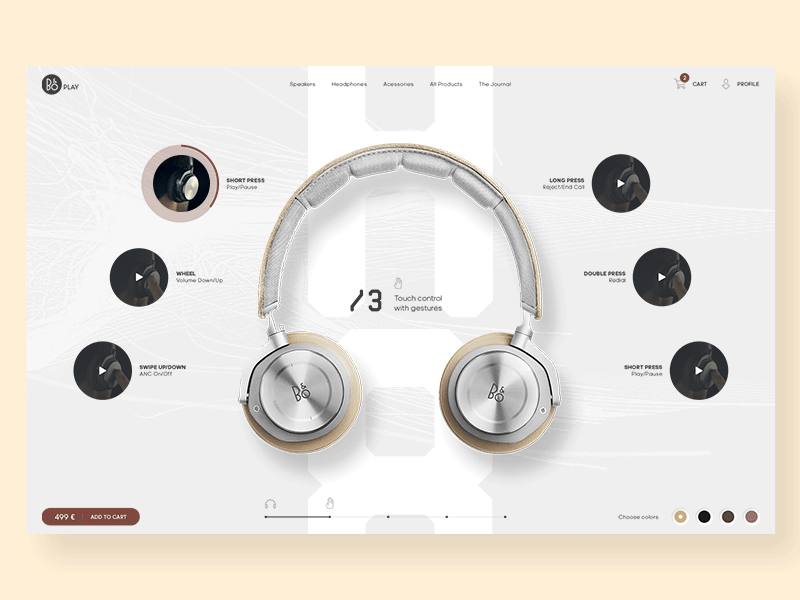 B&O PLAY
Speakers
Headphones
Acessories
All Products
The Journal
2
CART
PROFILE
SHORT PRESS
Play/Pause
LONG PRESS
Reject/End Call
WHEEL
Volume Down/Up
DOUBLE PRESS
Redial
/3
Touch control
with gestures
SWIPE UP/DOWN
ANC On/Off
SHORT PRESS
Play/Pause
B&O
B&O
499 €
ADD TO CART
Choose colors